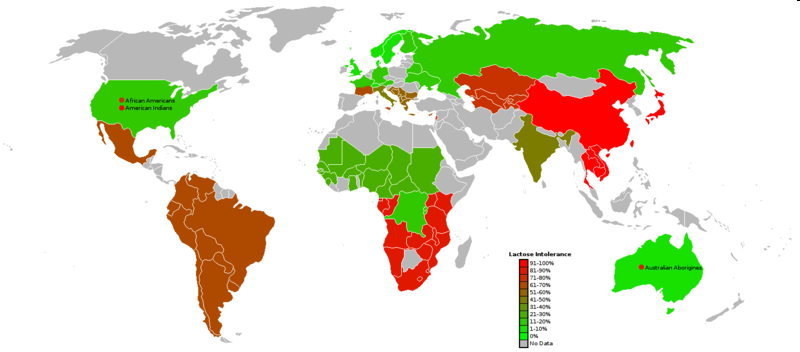 African Americans
American Indians
Lactose Intolerance
91-100%
81-90%
71-80%
61-70%
51-60%
41-50%
31-40%
21-30%
11-20%
1-10%
0%
No Data
Australian Aborigines